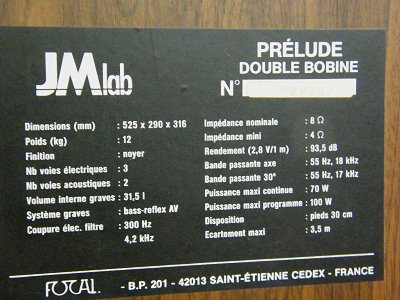 JMlab
PRÉLUDE
DOUBLE BOBINE
N°
Dimensions (mm) : 525 x 290 x 316
Poids (kg) : 12
Finition : noyer
Nb voies électriques : 3
Nb voies acoustiques : 2
Volume interne graves : 31,5 l
Système graves : bass-reflex AV
Coupure élec. filtre : 300 Hz
4,2 kHz
Impédance nominale : 8 Ω
Impédance mini : 4 Ω
Rendement (2,8 V/1 m) : 93,5 dB
Bande passante axe : 55 Hz, 18 kHz
Bande passante 30° : 55 Hz, 17 kHz
Puissance maxi continue : 70 W
Puissance maxi programme : 100 W
Disposition : pieds 30 cm
Ecartement maxi : 3,5 m
FOCAL - B.P. 201 - 42013 SAINT-ÉTIENNE CEDEX - FRANCE